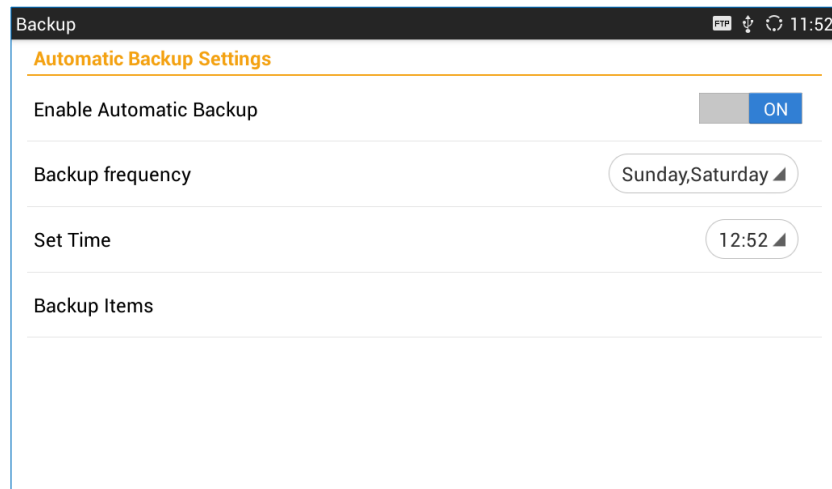 Backup FTP 11:52
Automatic Backup Settings
Enable Automatic Backup ON
Backup frequency Sunday,Saturday
Set Time 12:52
Backup Items